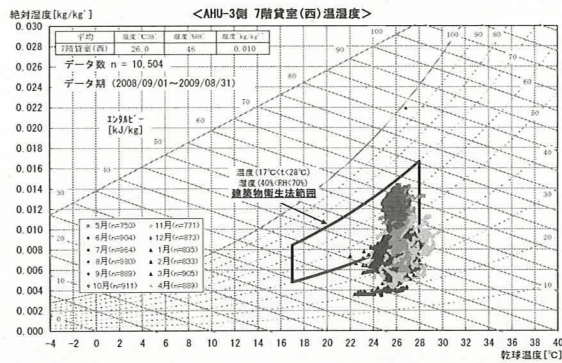 絶対湿度[kg/kg']
<AHU-3側 7階貸室(西)温湿度>
平均 温度[℃DB] 湿度[%RH] 湿度[kg/kg']
7階貸室(西) 26.0 46 0.010
データ数 n = 10,504
データ期 (2008/09/01～2009/08/31)
ｴﾝﾀﾙﾋﾟｰ
[kJ/kg]
温度(17℃<t<28℃)
湿度(40%<RH<70%)
建築物衛生法範囲
5月(n=750) 11月(n=771)
6月(n=904) 12月(n=873)
7月(n=964) 1月(n=835)
8月(n=930) 2月(n=833)
9月(n=889) 3月(n=905)
10月(n=911) 4月(n=889)
0.030
0.028
0.026
0.024
0.022
0.020
0.018
0.016
0.014
0.012
0.010
0.008
0.006
0.004
0.002
0.000
-4 -2 0 2 4 6 8 10 12 14 16 18 20 22 24 26 28 30 32 34 36 38 40
乾球温度[℃]